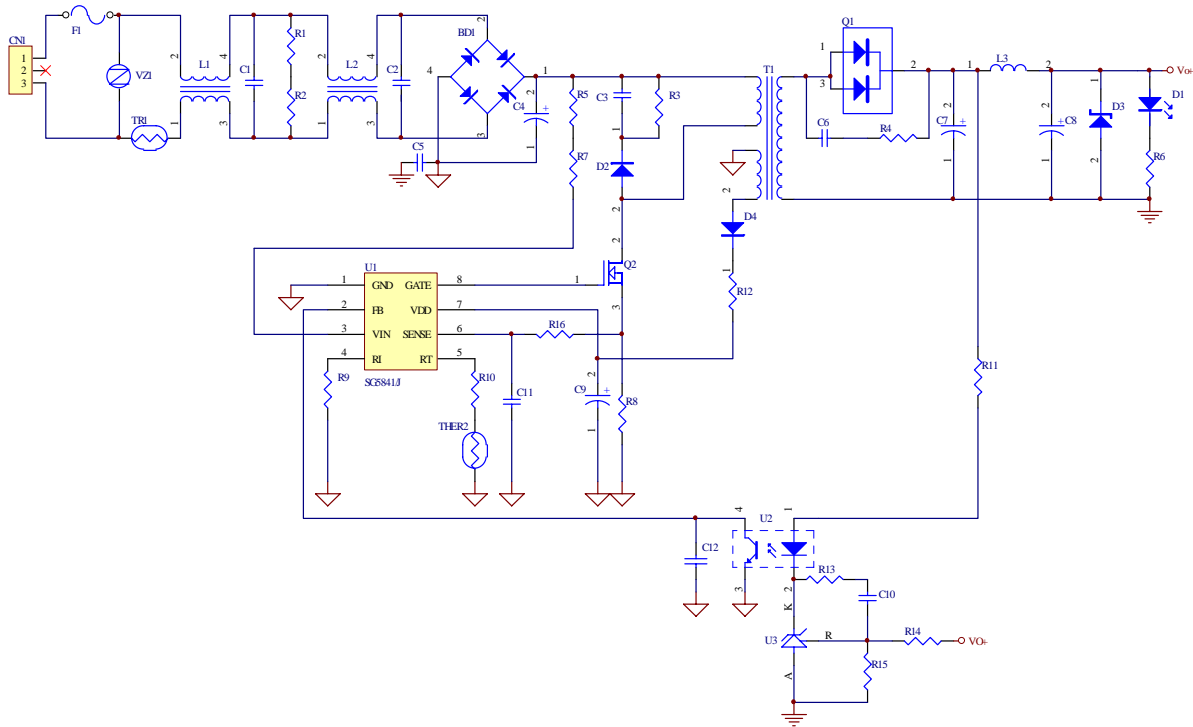 CN1
1
2
3
F1
VZ1
TR1
2
4
L1
1
3
C1
R1
R2
2
4
L2
1
3
C2
BD1
2
4
1
3
C4
2
+
1
C5
R5
R7
C3
1
R3
D2
2
T1
Q1
1
3
2
C6
R4
C7
2
+
1
1
L3
2
C8
2
+
1
D3
1
2
D1
Vo+
R6
2
D4
1
R12
2
Q2
1
3
U1
1 GND GATE 8
2 FB VDD 7
3 VIN SENSE 6
4 RI RT 5
SG5841J
R16
R9
R10
THER2
C11
C9
2
+
1
R8
R11
C12
4
U2
1
3
2
R13
C10
K
U3
R
A
R14
VO+
R15